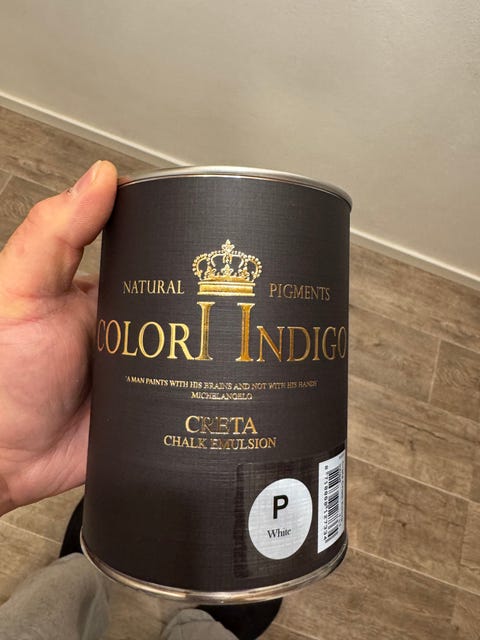 NATURAL PIGMENTS
COLORI INDIGO
'A MAN PAINTS WITH HIS BRAINS AND NOT WITH HIS HANDS'
MICHELANGELO
CRETA
CHALK EMULSION
P
White